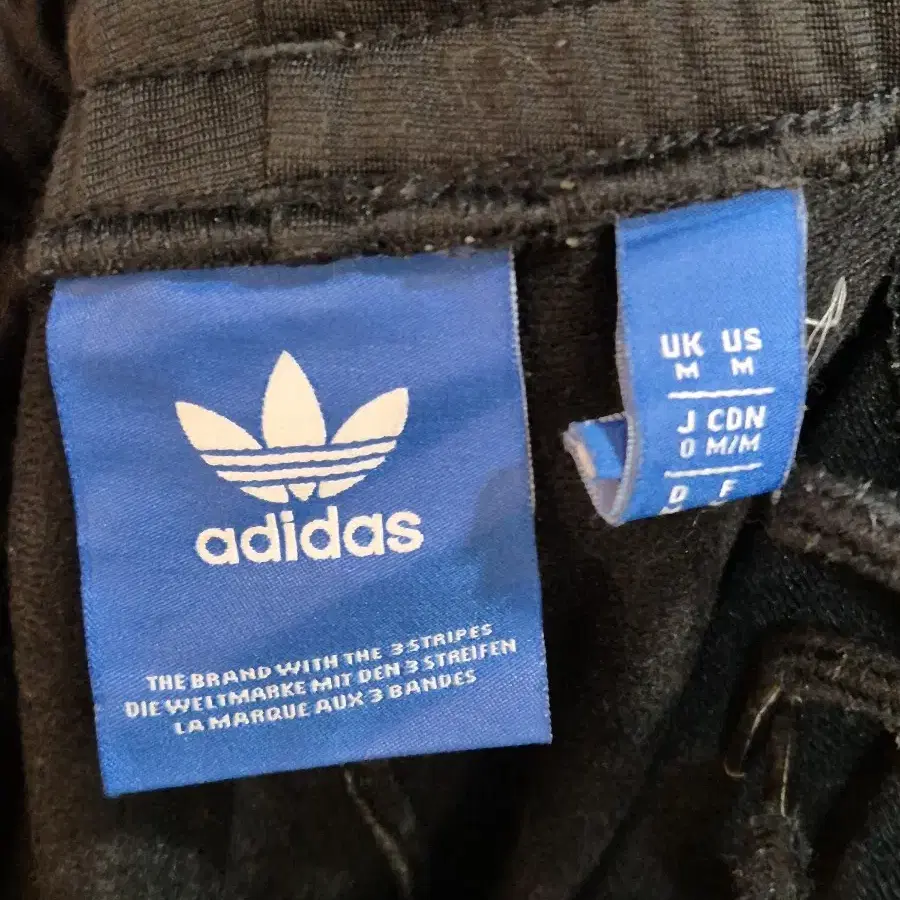 adidas
THE BRAND WITH THE 3 STRIPES
DIE WELTMARKE MIT DEN 3 STREIFEN
LA MARQUE AUX 3 BANDES
UK US
M M
J CDN
O M/M
D F